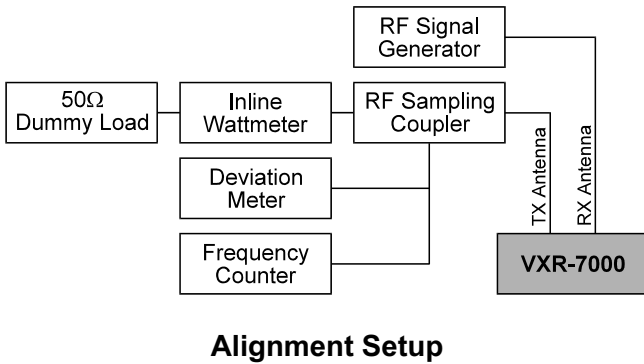 RF Signal
Generator
50Ω
Dummy Load
Inline
Wattmeter
RF Sampling
Coupler
Deviation
Meter
Frequency
Counter
TX Antenna
RX Antenna
VXR-7000
Alignment Setup